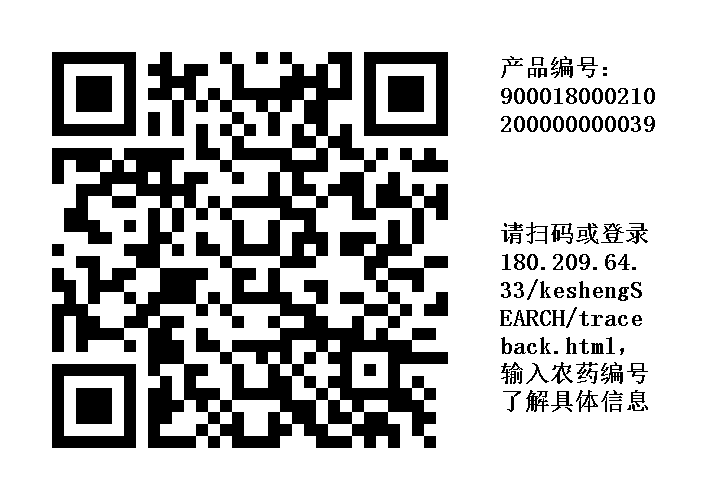 产品编号:
900018000210
200000000039
请扫码或登录
180.209.64.
33/keshengS
EARCH/trace
back.html,
输入农药编号
了解具体信息